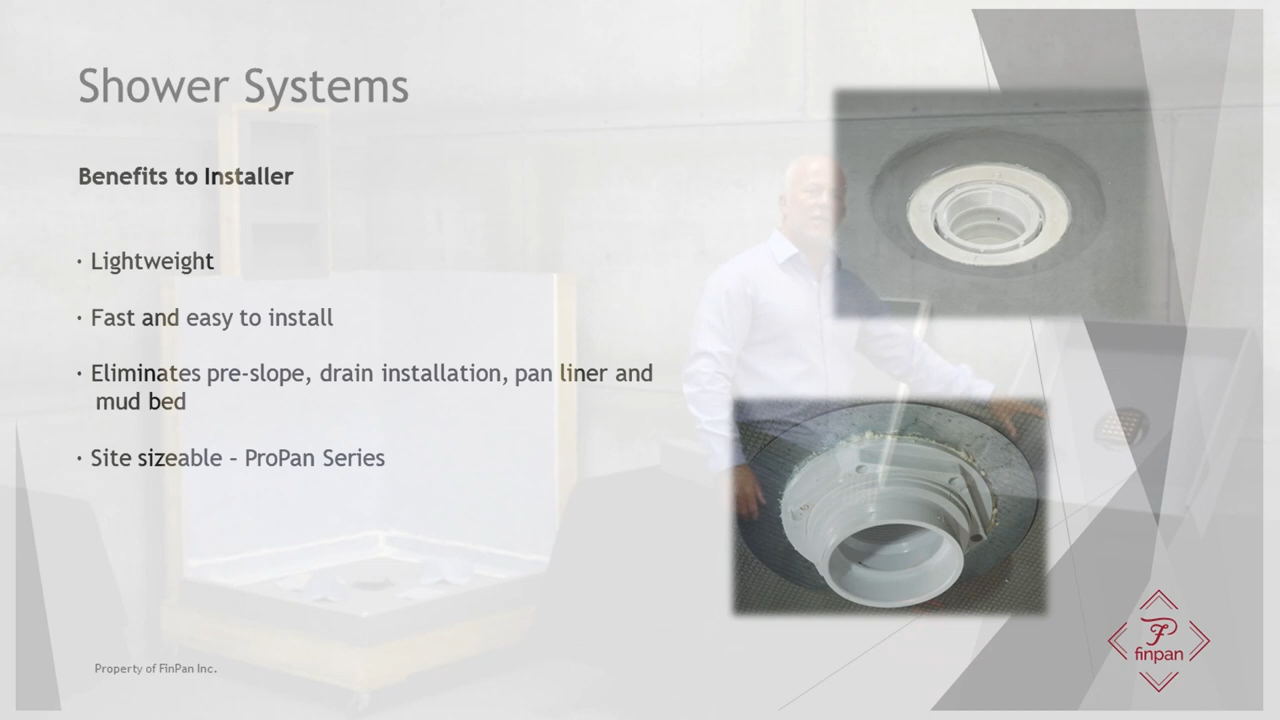 Shower Systems
Benefits to Installer
· Lightweight
· Fast and easy to install
· Eliminates pre-slope, drain installation, pan liner and
mud bed
· Site sizeable – ProPan Series
Property of FinPan Inc.
finpan